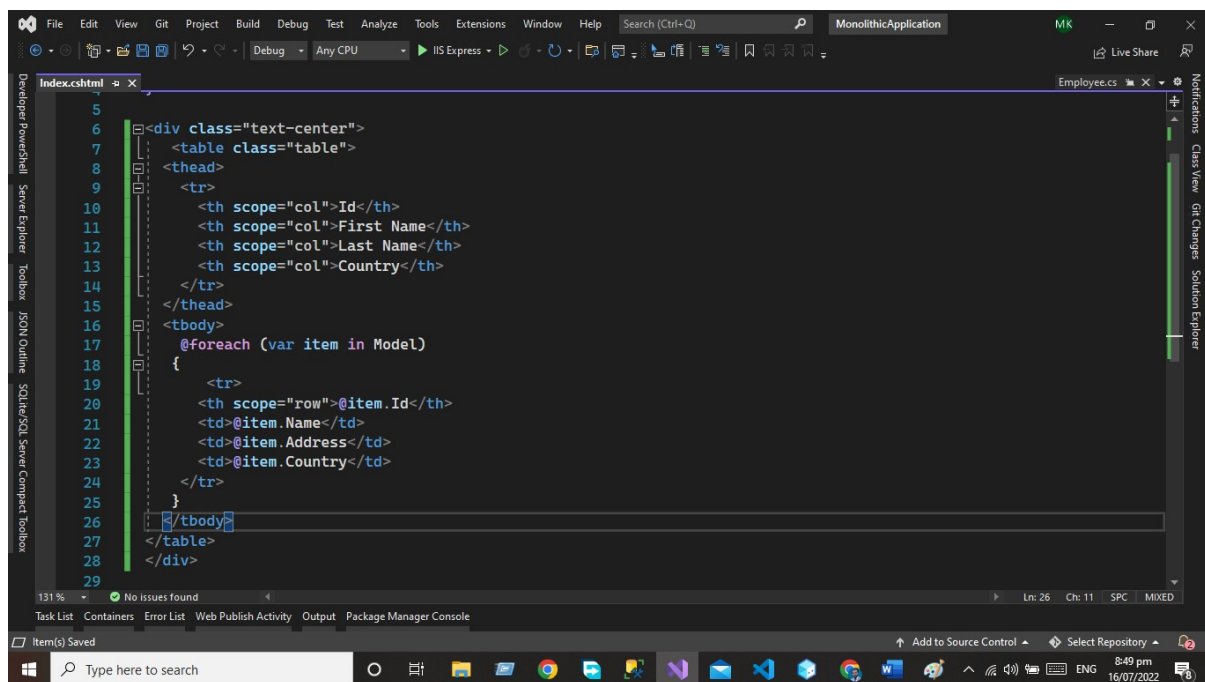 File Edit View Git Project Build Debug Test Analyze Tools Extensions Window Help Search (Ctrl+Q) MonolithicApplication MK
Debug Any CPU IIS Express Live Share
Index.cshtml Employee.cs
5
6 <div class="text-center">
7 <table class="table">
8 <thead>
9 <tr>
10 <th scope="col">Id</th>
11 <th scope="col">First Name</th>
12 <th scope="col">Last Name</th>
13 <th scope="col">Country</th>
14 </tr>
15 </thead>
16 <tbody>
17 @foreach (var item in Model)
18 {
19 <tr>
20 <th scope="row">@item.Id</th>
21 <td>@item.Name</td>
22 <td>@item.Address</td>
23 <td>@item.Country</td>
24 </tr>
25 }
26 </tbody>
27 </table>
28 </div>
29
Developer PowerShell
Server Explorer
Toolbox
JSON Outline
SQLite/SQL Server Compact Toolbox
Notifications
Class View
Git Changes
Solution Explorer
131 % No issues found Ln: 26 Ch: 11 SPC MIXED
Task List Containers Error List Web Publish Activity Output Package Manager Console
Item(s) Saved Add to Source Control Select Repository 2
Type here to search ENG 8:49 pm
16/07/2022 8